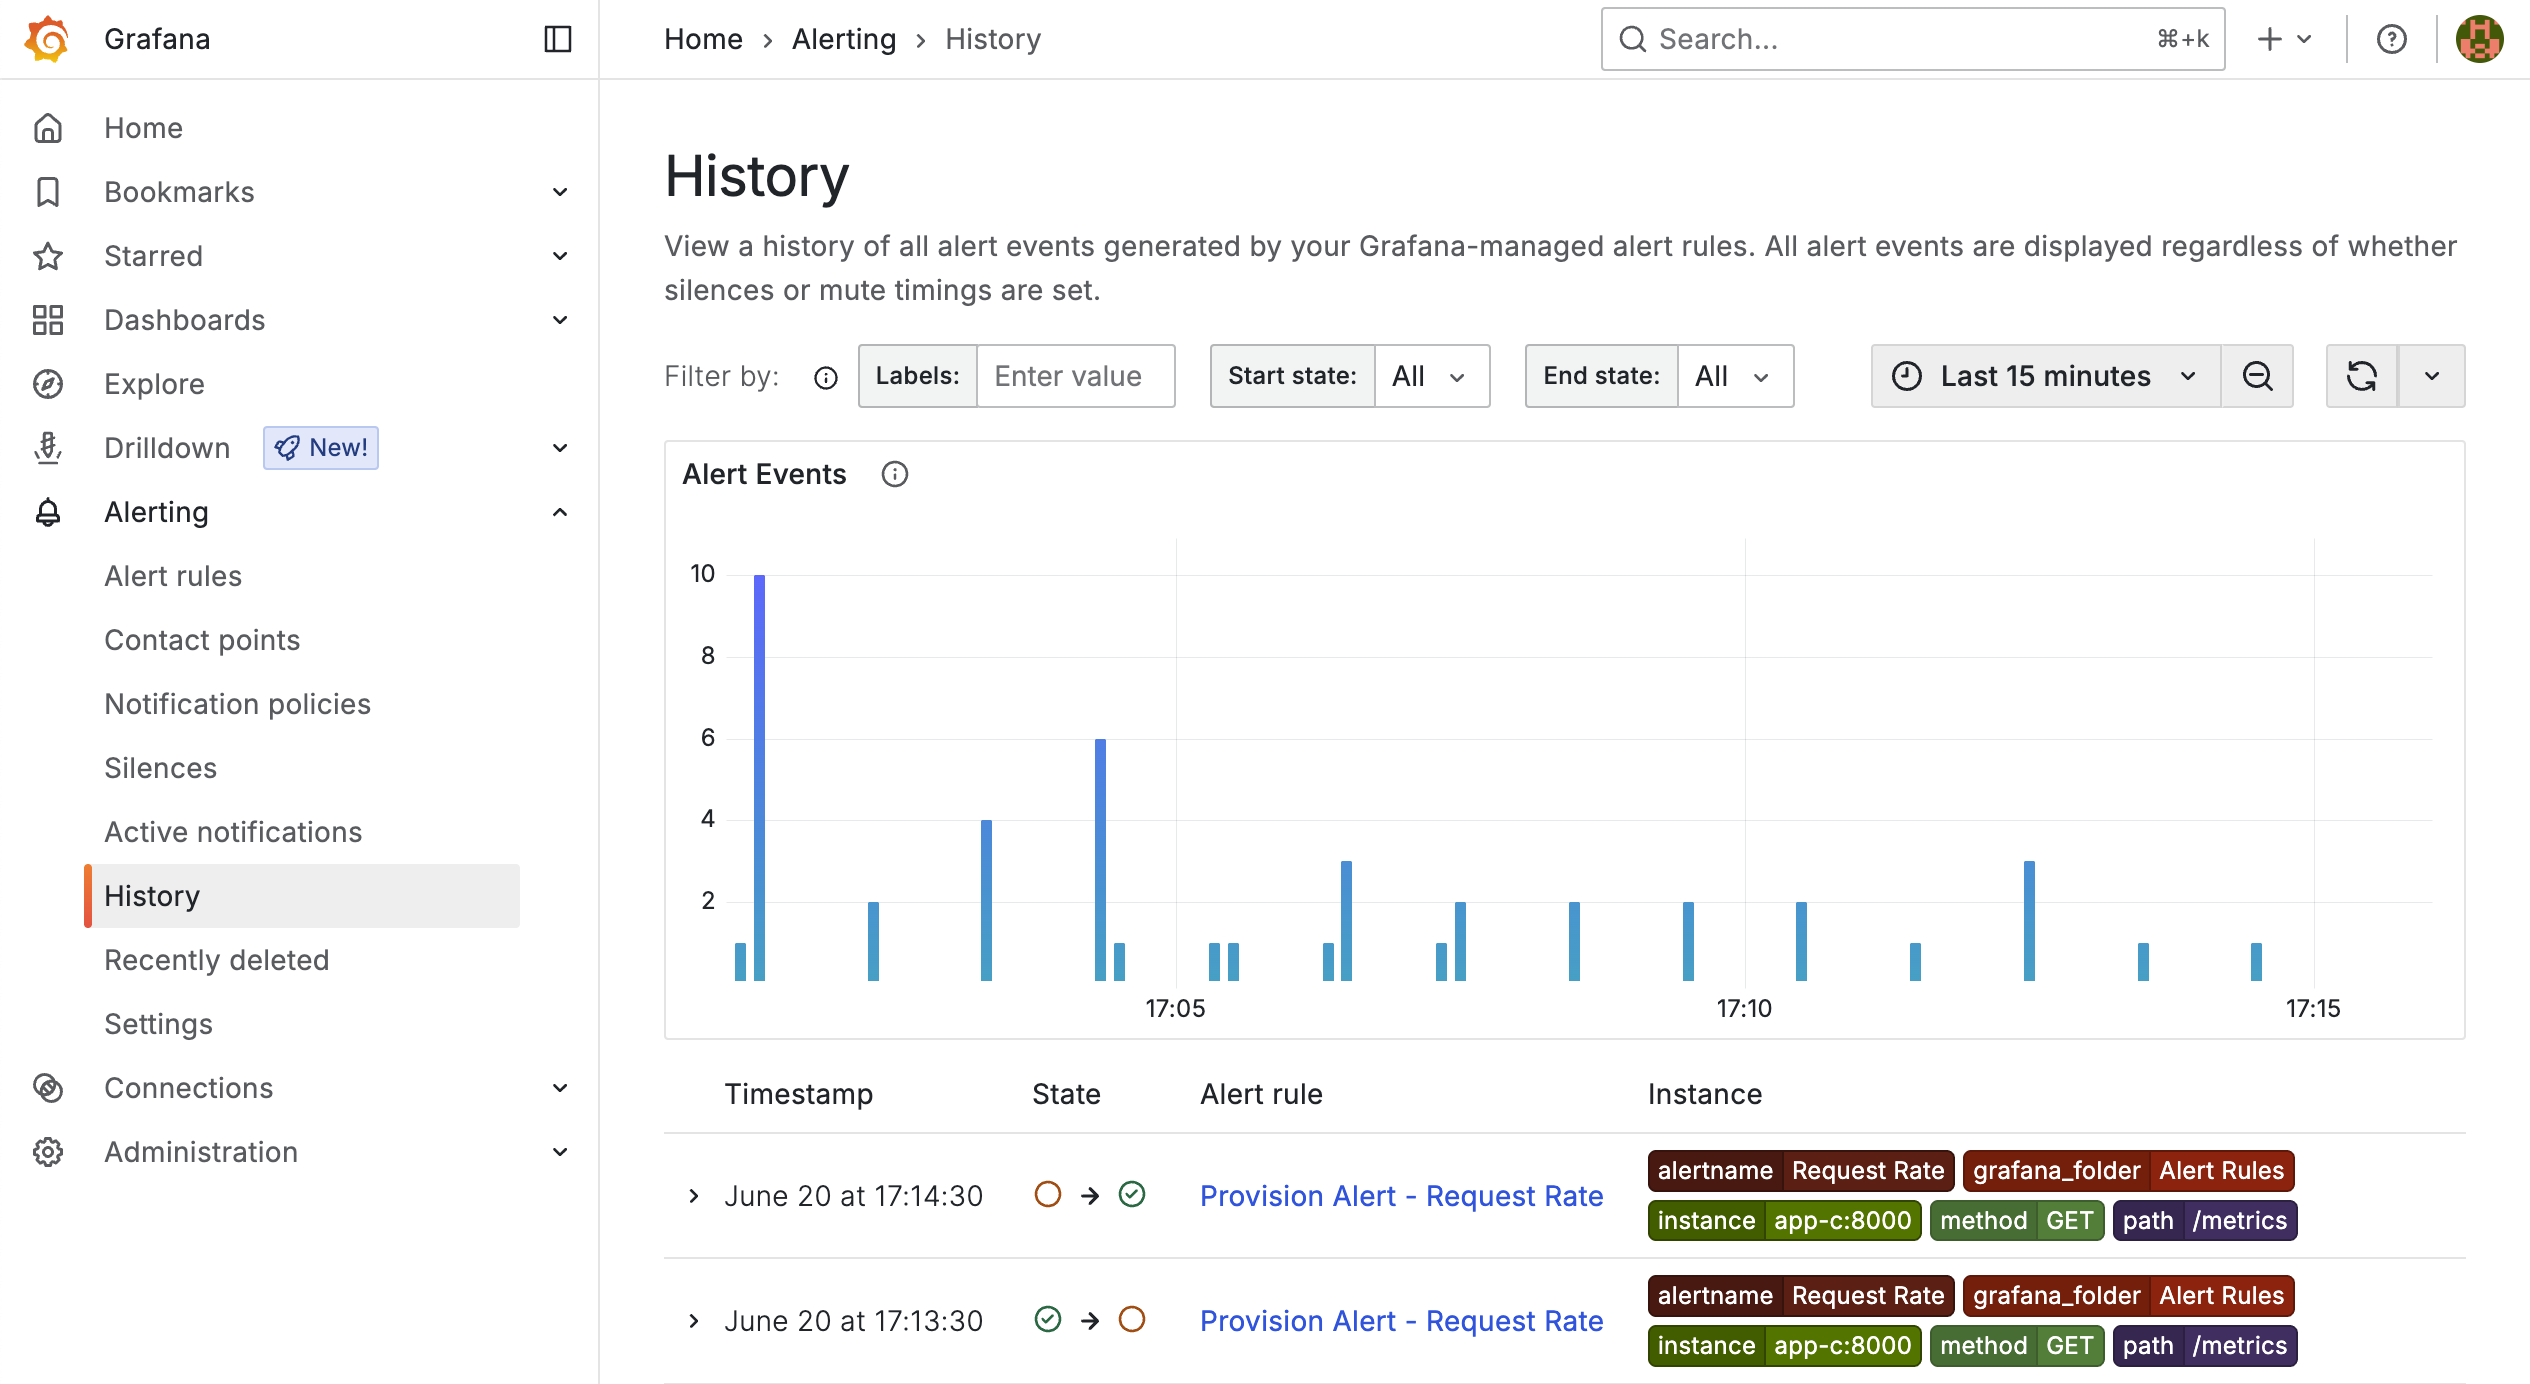 Grafana
Home
Bookmarks
Starred
Dashboards
Explore
Drilldown New!
Alerting
Alert rules
Contact points
Notification policies
Silences
Active notifications
History
Recently deleted
Settings
Connections
Administration
Home › Alerting › History
Search... ⌘+k
History
View a history of all alert events generated by your Grafana-managed alert rules. All alert events are displayed regardless of whether
silences or mute timings are set.
Filter by: Labels: Enter value Start state: All End state: All Last 15 minutes
Alert Events
10
8
6
4
2
17:05 17:10 17:15
Timestamp State Alert rule Instance
June 20 at 17:14:30 Provision Alert - Request Rate
alertname Request Rate grafana_folder Alert Rules
instance app-c:8000 method GET path /metrics
June 20 at 17:13:30 Provision Alert - Request Rate
alertname Request Rate grafana_folder Alert Rules
instance app-c:8000 method GET path /metrics